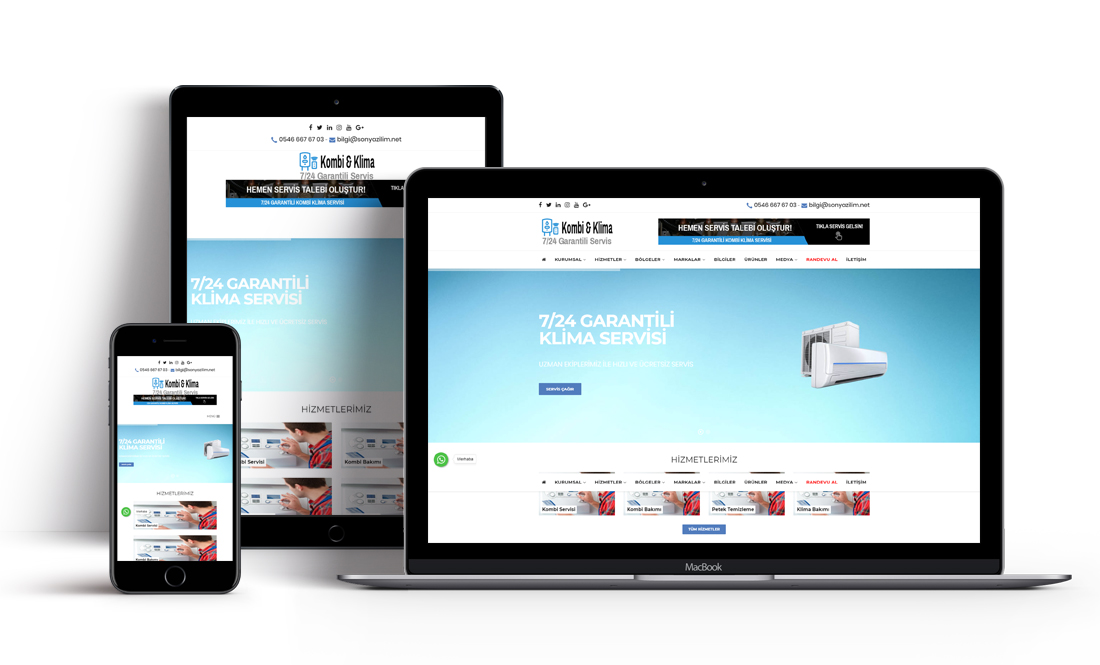 0546 667 67 03 - bilgi@sonyazilim.net
Kombi & Klima
7/24 Garantili Servis
HEMEN SERVIS TALEBI OLUŞTUR!
TIKLA
7/24 GARANTILI KOMBI KLIMA SERVISI
7/24 GARANTİLİ
KLİMA SERVİSİ
HİZMETLERİMİZ
Kombi Servisi
Kombi Bakımı
0546 667 67 03 - bilgi@sonyazilim.net
Kombi & Klima
7/24 Garantili Servis
HEMEN SERVIS TALEBI OLUŞTUR!
TIKLA SERVIS GELSIN!
7/24 GARANTILI KOMBI KLIMA SERVISI
KURUMSAL HİZMETLER BÖLGELER MARKALAR BİLGİLER ÜRÜNLER MEDYA RANDEVU AL İLETİŞİM
7/24 GARANTİLİ
KLİMA SERVİSİ
UZMAN EKİPLERİMİZ İLE HIZLI VE ÜCRETSİZ SERVİS
SERVİS ÇAĞIR
HİZMETLERİMİZ
Merhaba
KURUMSAL HİZMETLER BÖLGELER MARKALAR BİLGİLER ÜRÜNLER MEDYA RANDEVU AL İLETİŞİM
Kombi Servisi
Kombi Bakımı
Petek Temizleme
Klima Bakımı
TÜM HİZMETLER
MacBook
0546 667 67 03 - bilgi@sonyazilim.net
Kombi & Klima
7/24 Garantili Servis
HEMEN SERVIS TALEBI OLUŞTUR!
MENU
7/24 GARANTİLİ
KLİMA SERVİSİ
HİZMETLERİMİZ
Kombi Servisi
Kombi Bakımı